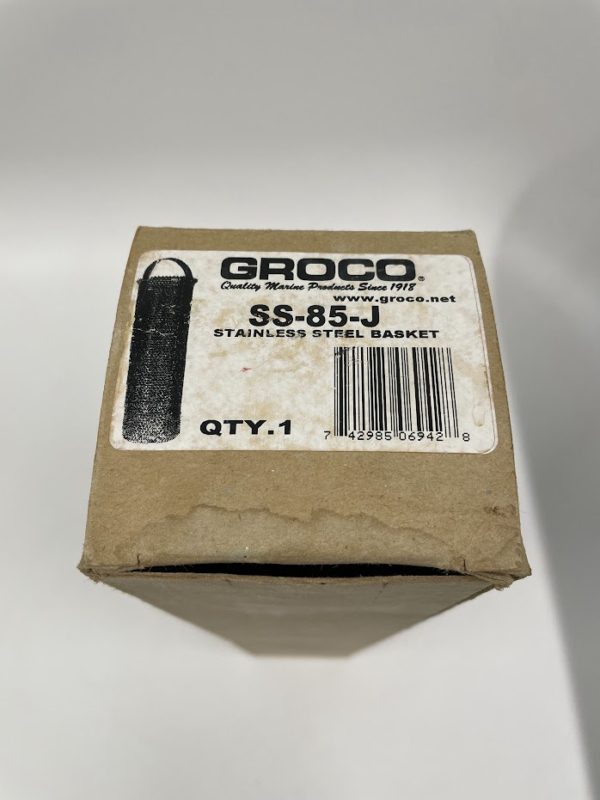 GROCO®
Quality Marine Products Since 1918
www.groco.net
SS-85-J
STAINLESS STEEL BASKET
QTY.1
7 42985 06942 8